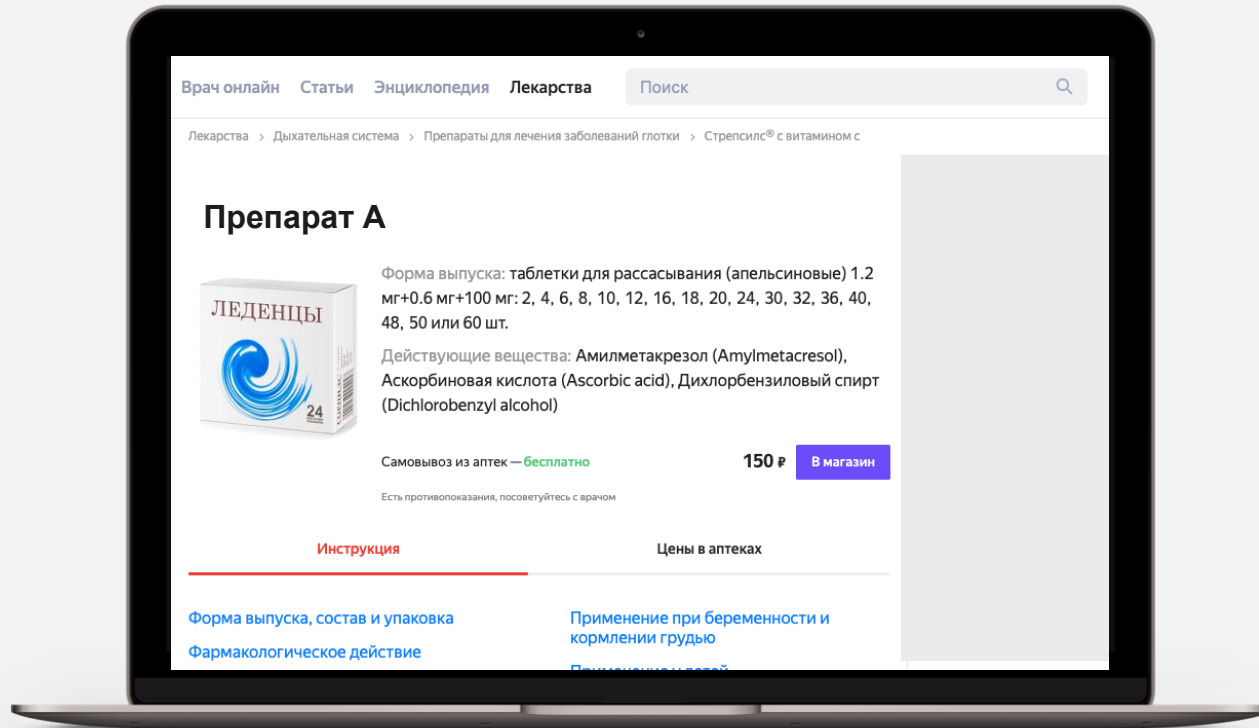 Врач онлайн Статьи Энциклопедия Лекарства Поиск
Лекарства > Дыхательная система > Препараты для лечения заболеваний глотки > Стрепсилс® с витамином с
Препарат А
Форма выпуска: таблетки для рассасывания (апельсиновые) 1.2
мг+0.6 мг+100 мг: 2, 4, 6, 8, 10, 12, 16, 18, 20, 24, 30, 32, 36, 40,
48, 50 или 60 шт.
ЛЕДЕНЦЫ
24
Действующие вещества: Амилметакрезол (Amylmetacresol),
Аскорбиновая кислота (Ascorbic acid), Дихлорбензиловый спирт
(Dichlorobenzyl alcohol)
Самовывоз из аптек — бесплатно 150 ₽ В магазин
Есть противопоказания, посоветуйтесь с врачом
Инструкция Цены в аптеках
Форма выпуска, состав и упаковка
Фармакологическое действие
Применение при беременности и
кормлении грудью
Применение у детей